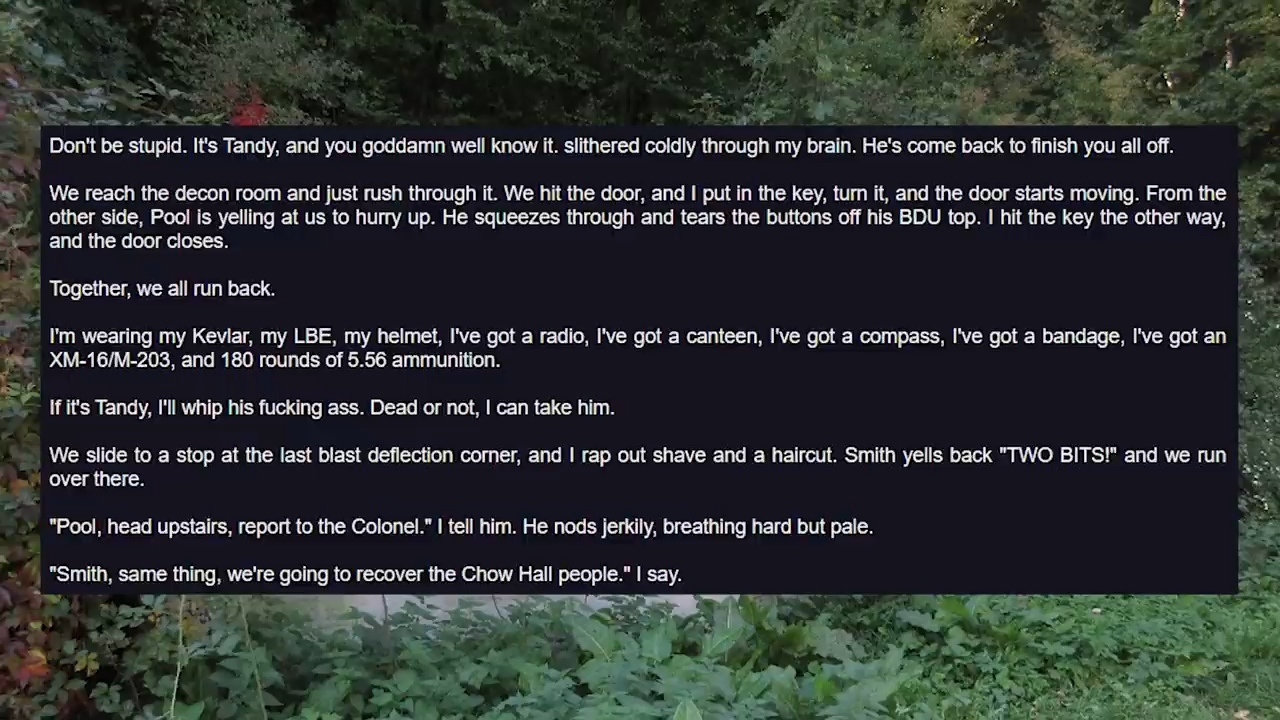 Don't be stupid. It's Tandy, and you goddamn well know it. slithered coldly through my brain. He's come back to finish you all off.
We reach the decon room and just rush through it. We hit the door, and I put in the key, turn it, and the door starts moving. From the
other side, Pool is yelling at us to hurry up. He squeezes through and tears the buttons off his BDU top. I hit the key the other way,
and the door closes.
Together, we all run back.
I'm wearing my Kevlar, my LBE, my helmet, I've got a radio, I've got a canteen, I've got a compass, I've got a bandage, I've got an
XM-16/M-203, and 180 rounds of 5.56 ammunition.
If it's Tandy, I'll whip his fucking ass. Dead or not, I can take him.
We slide to a stop at the last blast deflection corner, and I rap out shave and a haircut. Smith yells back "TWO BITS!" and we run
over there.
"Pool, head upstairs, report to the Colonel." I tell him. He nods jerkily, breathing hard but pale.
"Smith, same thing, we're going to recover the Chow Hall people." I say.